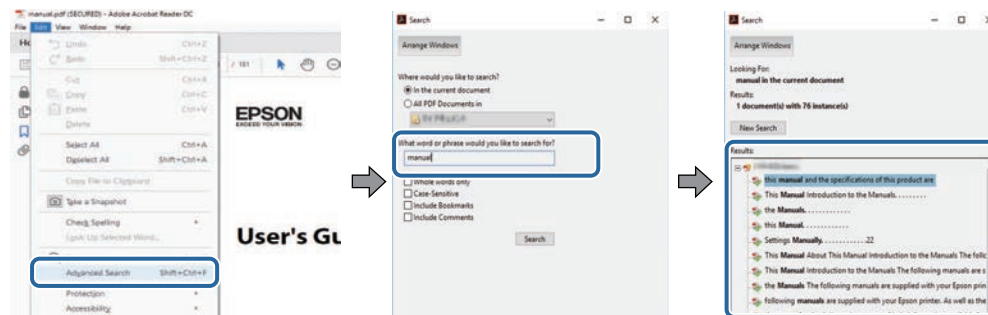 manual.pdf (SECURED) - Adobe Acrobat Reader DC
File Edit View Window Help
Undo Ctrl+Z
Redo Shift+Ctrl+Z
Cut Ctrl+X
Copy Ctrl+C
Paste Ctrl+V
Delete
Select All Ctrl+A
Deselect All Shift+Ctrl+A
Copy File to Clipboard
Take a Snapshot
Check Spelling
Look Up Selected Word...
Advanced Search Shift+Ctrl+F
Protection
Accessibility
/ 181
EPSON
EXCEED YOUR VISION
User's Gu
Search
Arrange Windows
Where would you like to search?
In the current document
All PDF Documents in
What word or phrase would you like to search for?
manual
Whole words only
Case-Sensitive
Include Bookmarks
Include Comments
Search
Search
Arrange Windows
Looking For:
manual in the current document
Results:
1 document(s) with 76 instance(s)
New Search
Results:
this manual and the specifications of this product are
This Manual Introduction to the Manuals. . . . . . . . .
the Manuals. . . . . . . . . . . . .
this Manual. . . . . . . . . . . . .
Settings Manually. . . . . . . . . . . . .22
This Manual About This Manual Introduction to the Manuals The follo
This Manual Introduction to the Manuals The following manuals are s
the Manuals The following manuals are supplied with your Epson prin
following manuals are supplied with your Epson printer. As well as the